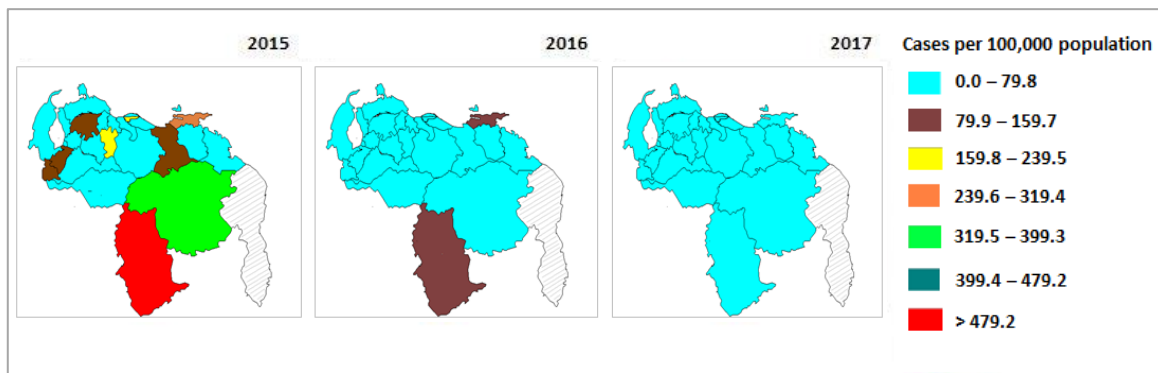 2015
2016
2017
Cases per 100,000 population
0.0 – 79.8
79.9 – 159.7
159.8 – 239.5
239.6 – 319.4
319.5 – 399.3
399.4 – 479.2
> 479.2